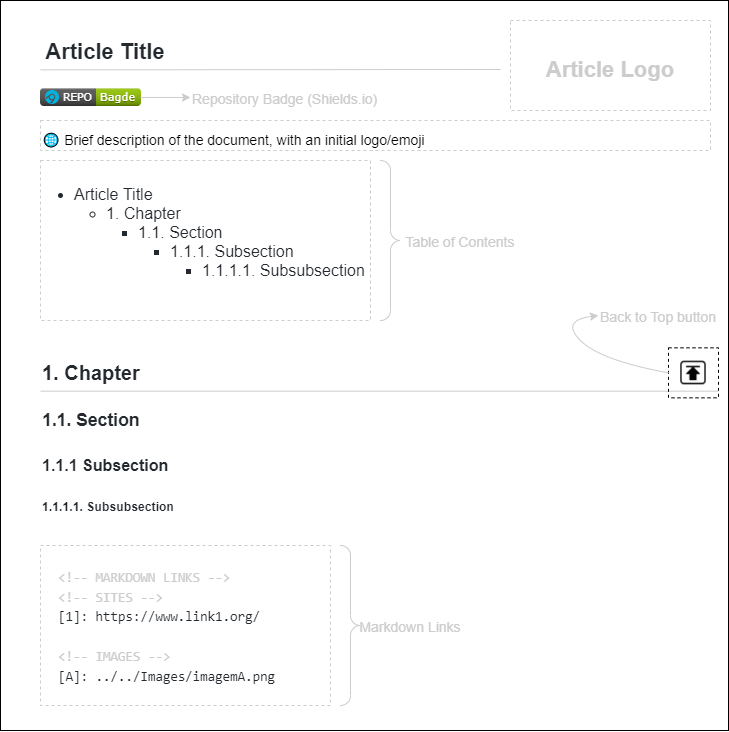 Article Title
Article Logo
REPO Bagde
Repository Badge (Shields.io)
Brief description of the document, with an initial logo/emoji
Article Title
1. Chapter
1.1. Section
1.1.1. Subsection
1.1.1.1. Subsubsection
Table of Contents
Back to Top button
1. Chapter
1.1. Section
1.1.1 Subsection
1.1.1.1. Subsubsection
<!-- MARKDOWN LINKS -->
<!-- SITES -->
[1]: https://www.link1.org/
Markdown Links
<!-- IMAGES -->
[A]: ../../Images/imagemA.png